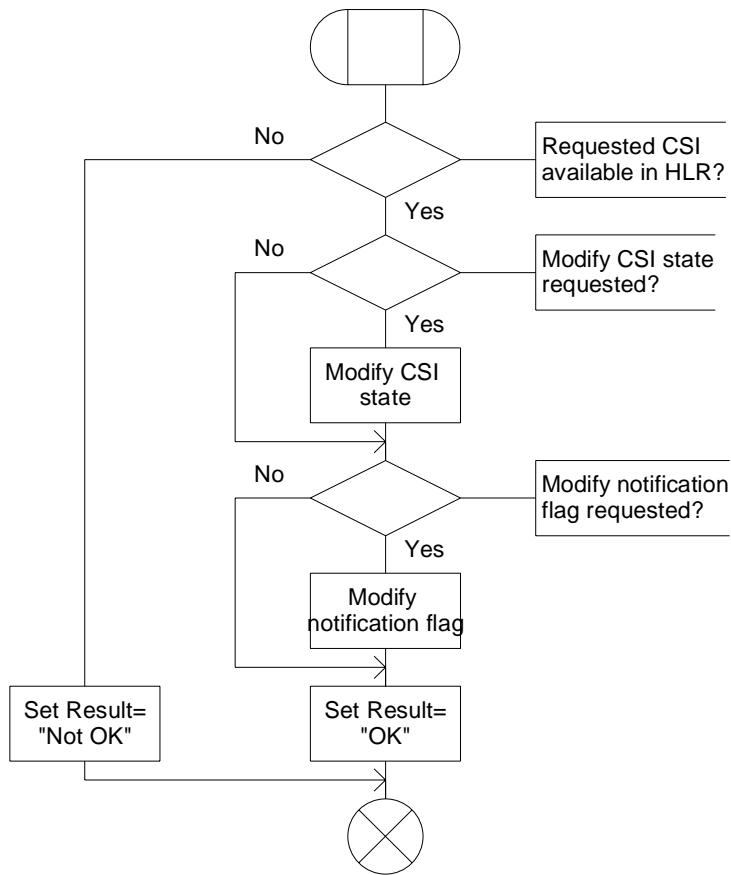 No
Requested CSI
available in HLR?
Yes
No
Modify CSI state
requested?
Yes
Modify CSI
state
No
Modify notification
flag requested?
Yes
Modify
notification flag
Set Result=
"Not OK"
Set Result=
"OK"